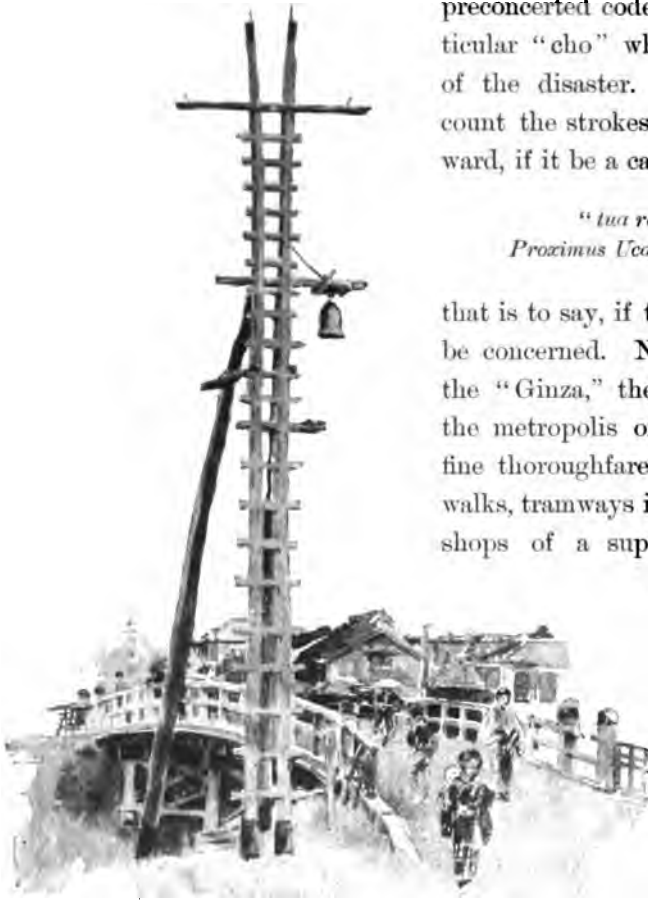 preconcerted code
ticular “cho” wh
of the disaster.
count the strokes
ward, if it be a ca
“ tua re
Proximus Uca
that is to say, if t
be concerned. N
the “Ginza,” the
the metropolis o
fine thoroughfare
walks, tramways i
shops of a sup